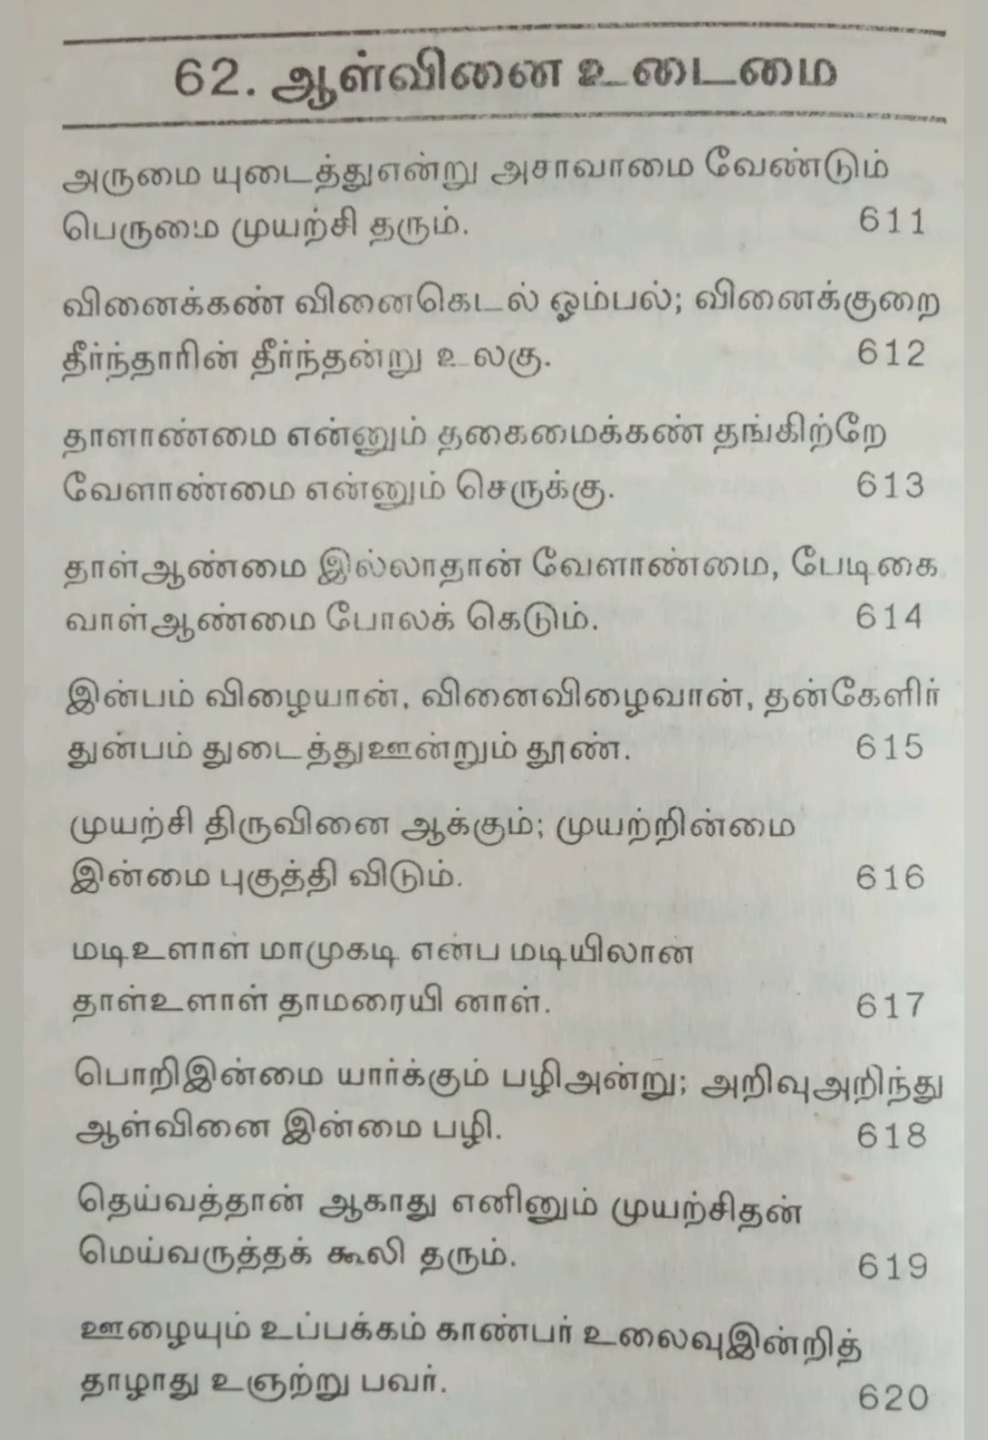 62. ஆள்வினை உடைமை
அருமை யுடைத்துஎன்று அசாவாமை வேண்டும்
பெருமை முயற்சி தரும். 611
வினைக்கண் வினைகெடல் ஓம்பல்; வினைக்குறை
தீர்ந்தாரின் தீர்ந்தன்று உலகு. 612
தாளாண்மை என்னும் தகைமைக்கண் தங்கிற்றே
வேளாண்மை என்னும் செருக்கு. 613
தாள்ஆண்மை இல்லாதான் வேளாண்மை, பேடிகை
வாள்ஆண்மை போலக் கெடும். 614
இன்பம் விழையான், வினைவிழைவான், தன்கேளிர்
துன்பம் துடைத்துஊன்றும் தூண். 615
முயற்சி திருவினை ஆக்கும்; முயற்றின்மை
இன்மை புகுத்தி விடும். 616
மடிஉளாள் மாமுகடி என்ப மடியிலான்
தாள்உளாள் தாமரையி னாள். 617
பொறிஇன்மை யார்க்கும் பழிஅன்று; அறிவுஅறிந்து
ஆள்வினை இன்மை பழி. 618
தெய்வத்தான் ஆகாது எனினும் முயற்சிதன்
மெய்வருத்தக் கூலி தரும். 619
ஊழையும் உப்பக்கம் காண்பர் உலைவுஇன்றித்
தாழாது உஞற்று பவர். 620